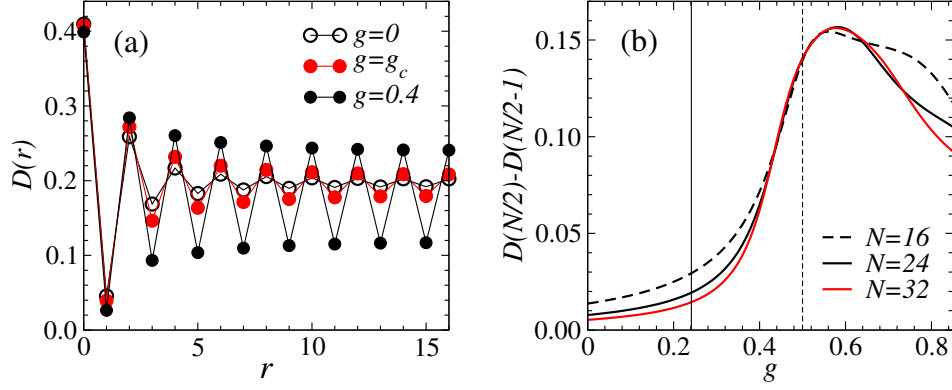 (a)
g=0
g=g_c
g=0.4
D(r)
0.4
0.3
0.2
0.1
0.0
0 5 10 15
r
(b)
D(N/2)-D(N/2-1)
0.15
0.10
0.05
0.00
N=16
N=24
N=32
0 0.2 0.4 0.6 0.8
g